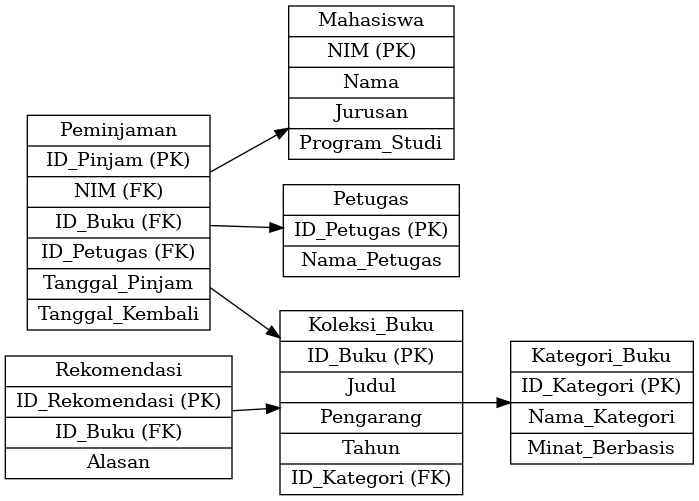 Mahasiswa
NIM (PK)
Nama
Jurusan
Program_Studi
Peminjaman
ID_Pinjam (PK)
NIM (FK)
ID_Buku (FK)
ID_Petugas (FK)
Tanggal_Pinjam
Tanggal_Kembali
Petugas
ID_Petugas (PK)
Nama_Petugas
Rekomendasi
ID_Rekomendasi (PK)
ID_Buku (FK)
Alasan
Koleksi_Buku
ID_Buku (PK)
Judul
Pengarang
Tahun
ID_Kategori (FK)
Kategori_Buku
ID_Kategori (PK)
Nama_Kategori
Minat_Berbasis